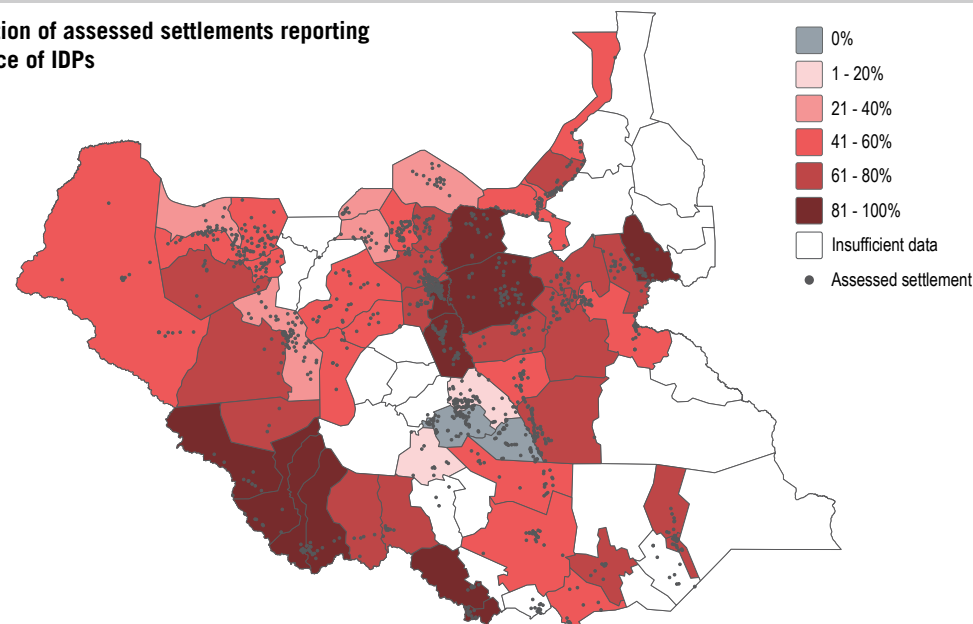 tion of assessed settlements reporting
ce of IDPs
0%
1 - 20%
21 - 40%
41 - 60%
61 - 80%
81 - 100%
Insufficient data
Assessed settlement